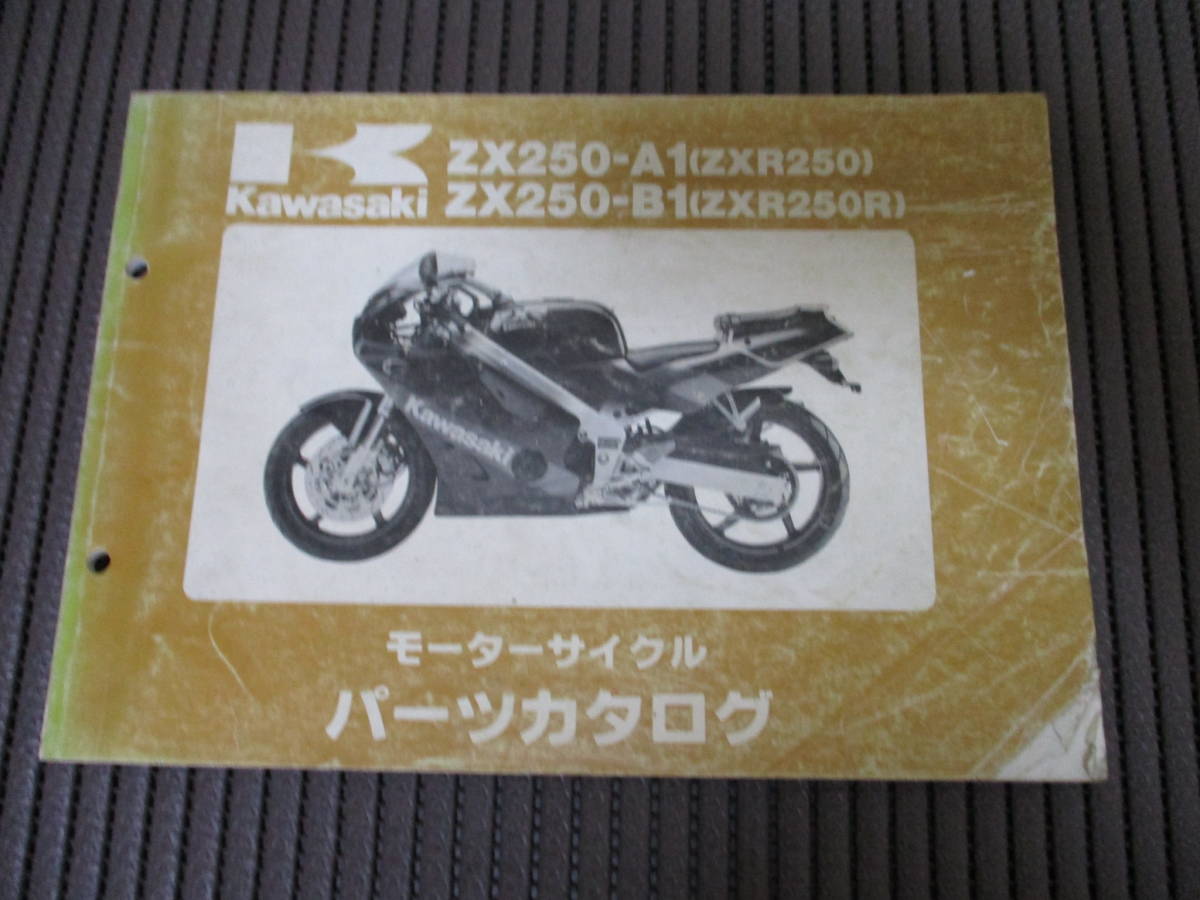 ZX250-A1(ZXR250)
Kawasaki ZX250-B1(ZXR250R)
Kawasaki
モーターサイクル
パーツカタログ